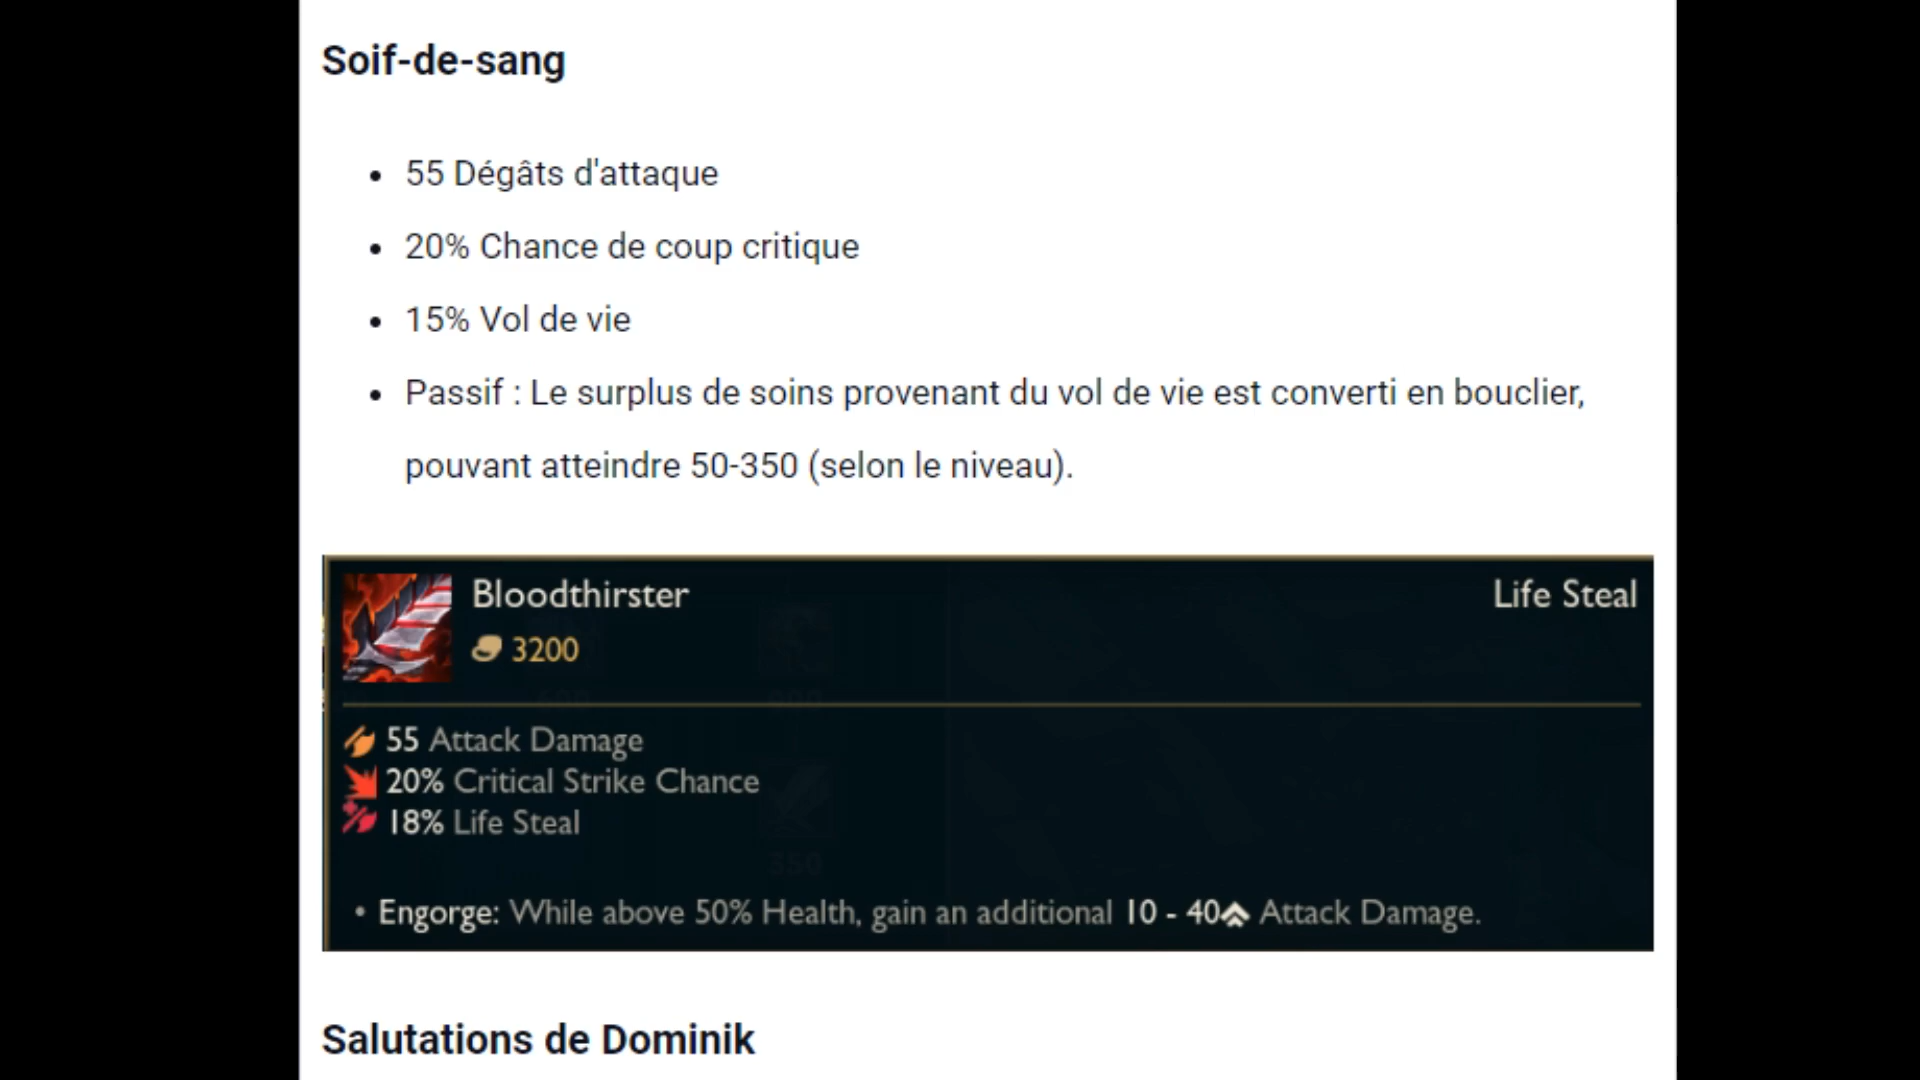 Soif-de-sang
55 Dégâts d'attaque
20% Chance de coup critique
15% Vol de vie
Passif : Le surplus de soins provenant du vol de vie est converti en bouclier,
pouvant atteindre 50-350 (selon le niveau).
Bloodthirster
Life Steal
3200
55 Attack Damage
20% Critical Strike Chance
18% Life Steal
• Engorge: While above 50% Health, gain an additional 10 - 40 Attack Damage.
Salutations de Dominik